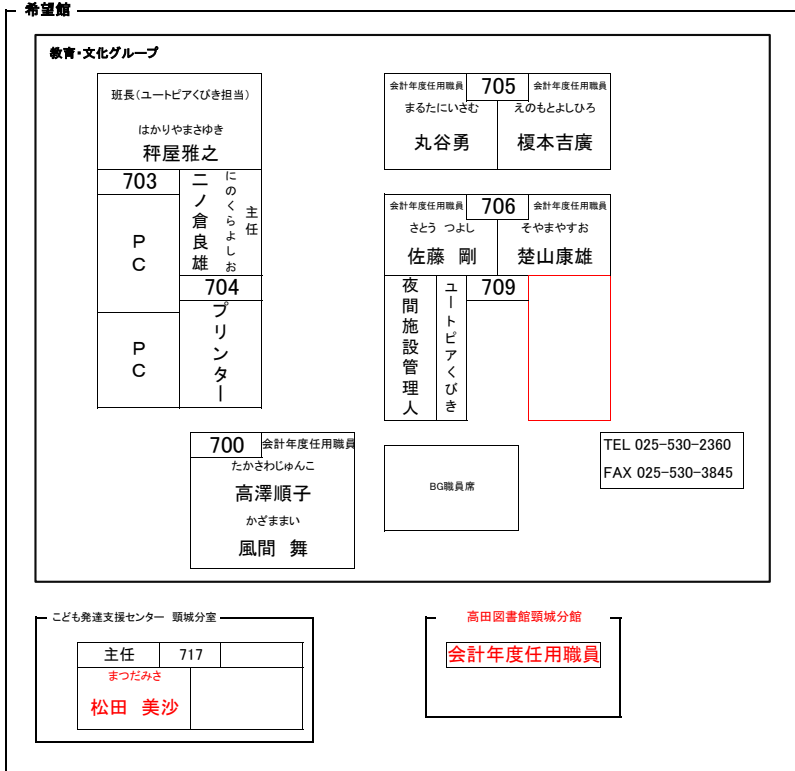 希望館
教育・文化グループ
班長(ユートピアくびき担当)
はかりやまさゆき
秤屋雅之
703
主任
にのくらよしお
二ノ倉良雄
PC
704
プリンター
PC
会計年度任用職員 705 会計年度任用職員
まるたにいさむ えのもとよしひろ
丸谷勇 榎本吉廣
会計年度任用職員 706 会計年度任用職員
さとう つよし そやまやすお
佐藤 剛 楚山康雄
夜間施設管理人
ユートピアくびき
709
700 会計年度任用職員
たかさわじゅんこ
高澤順子
かざままい
風間 舞
BG職員席
TEL 025-530-2360
FAX 025-530-3845
こども発達支援センター 頸城分室
主任 717
まつだみさ
松田 美沙
高田図書館頸城分館
会計年度任用職員